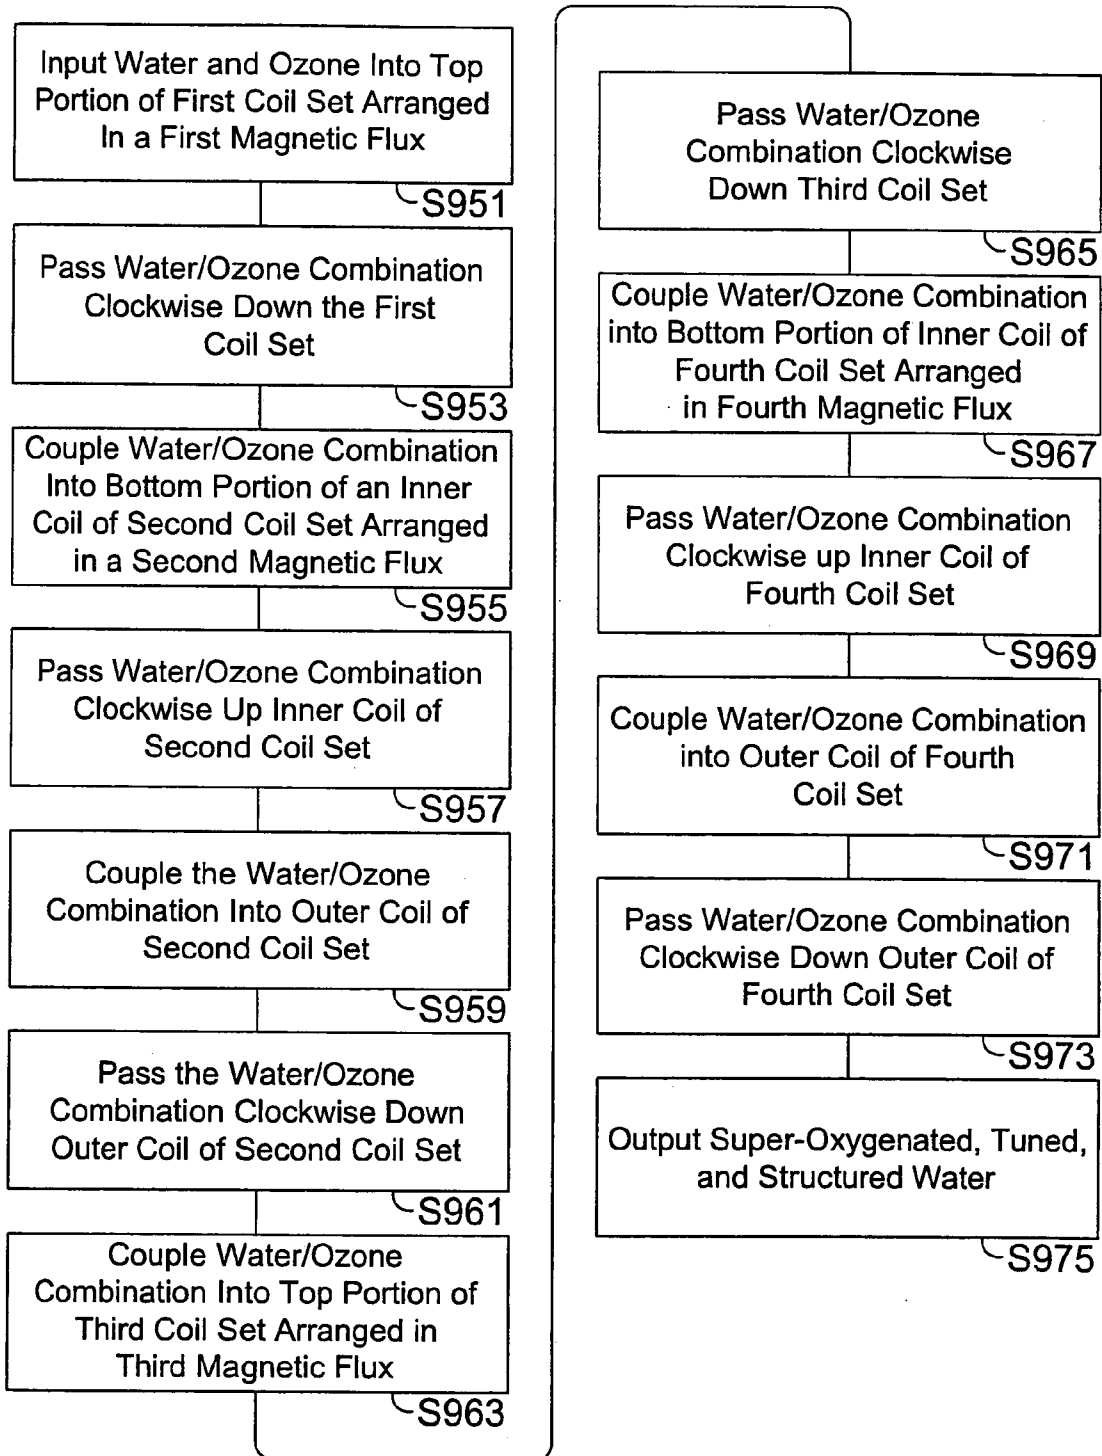 Input Water and Ozone Into Top
Portion of First Coil Set Arranged
In a First Magnetic Flux
S951
Pass Water/Ozone Combination
Clockwise Down the First
Coil Set
S953
Couple Water/Ozone Combination
Into Bottom Portion of an Inner
Coil of Second Coil Set Arranged
in a Second Magnetic Flux
S955
Pass Water/Ozone Combination
Clockwise Up Inner Coil of
Second Coil Set
S957
Couple the Water/Ozone
Combination Into Outer Coil of
Second Coil Set
S959
Pass the Water/Ozone
Combination Clockwise Down
Outer Coil of Second Coil Set
S961
Couple Water/Ozone
Combination Into Top Portion of
Third Coil Set Arranged in
Third Magnetic Flux
S963
Pass Water/Ozone
Combination Clockwise
Down Third Coil Set
S965
Couple Water/Ozone Combination
into Bottom Portion of Inner Coil of
Fourth Coil Set Arranged
in Fourth Magnetic Flux
S967
Pass Water/Ozone Combination
Clockwise up Inner Coil of
Fourth Coil Set
S969
Couple Water/Ozone Combination
into Outer Coil of Fourth
Coil Set
S971
Pass Water/Ozone Combination
Clockwise Down Outer Coil of
Fourth Coil Set
S973
Output Super-Oxygenated, Tuned,
and Structured Water
S975